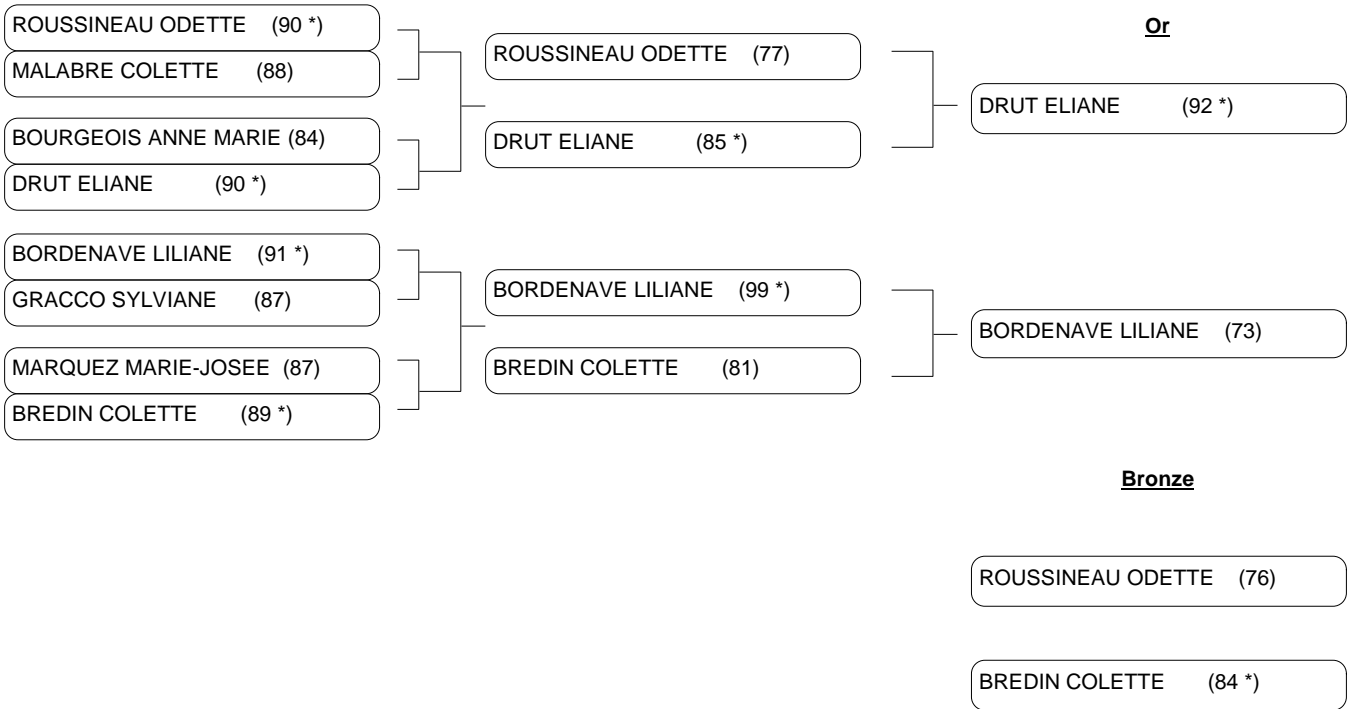 ROUSSINEAU ODETTE (90 *)
MALABRE COLETTE (88)
BOURGEOIS ANNE MARIE (84)
DRUT ELIANE (90 *)
BORDENAVE LILIANE (91 *)
GRACCO SYLVIANE (87)
MARQUEZ MARIE-JOSEE (87)
BREDIN COLETTE (89 *)
ROUSSINEAU ODETTE (77)
DRUT ELIANE (85 *)
BORDENAVE LILIANE (99 *)
BREDIN COLETTE (81)
Or
DRUT ELIANE (92 *)
BORDENAVE LILIANE (73)
Bronze
ROUSSINEAU ODETTE (76)
BREDIN COLETTE (84 *)